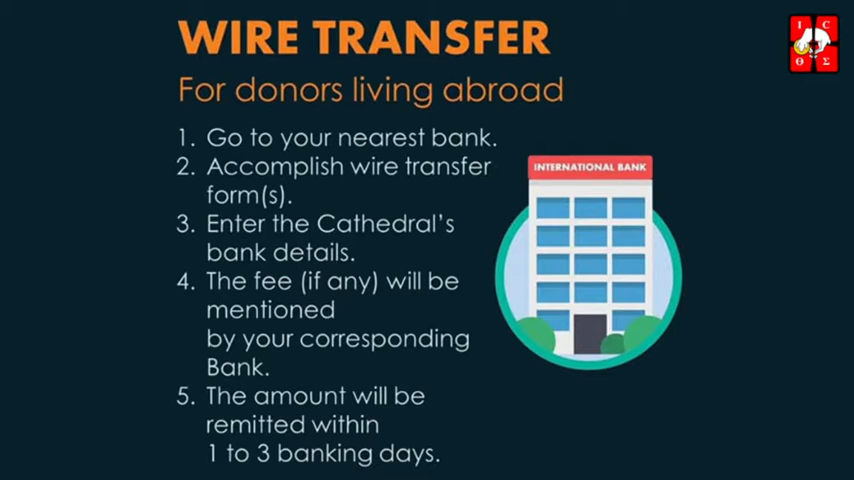 WIRE TRANSFER
For donors living abroad
1. Go to your nearest bank.
2. Accomplish wire transfer
form(s).
3. Enter the Cathedral's
bank details.
4. The fee (if any) will be
mentioned
by your corresponding
Bank.
5. The amount will be
remitted within
1 to 3 banking days.
INTERNATIONAL BANK
I C
Θ Σ